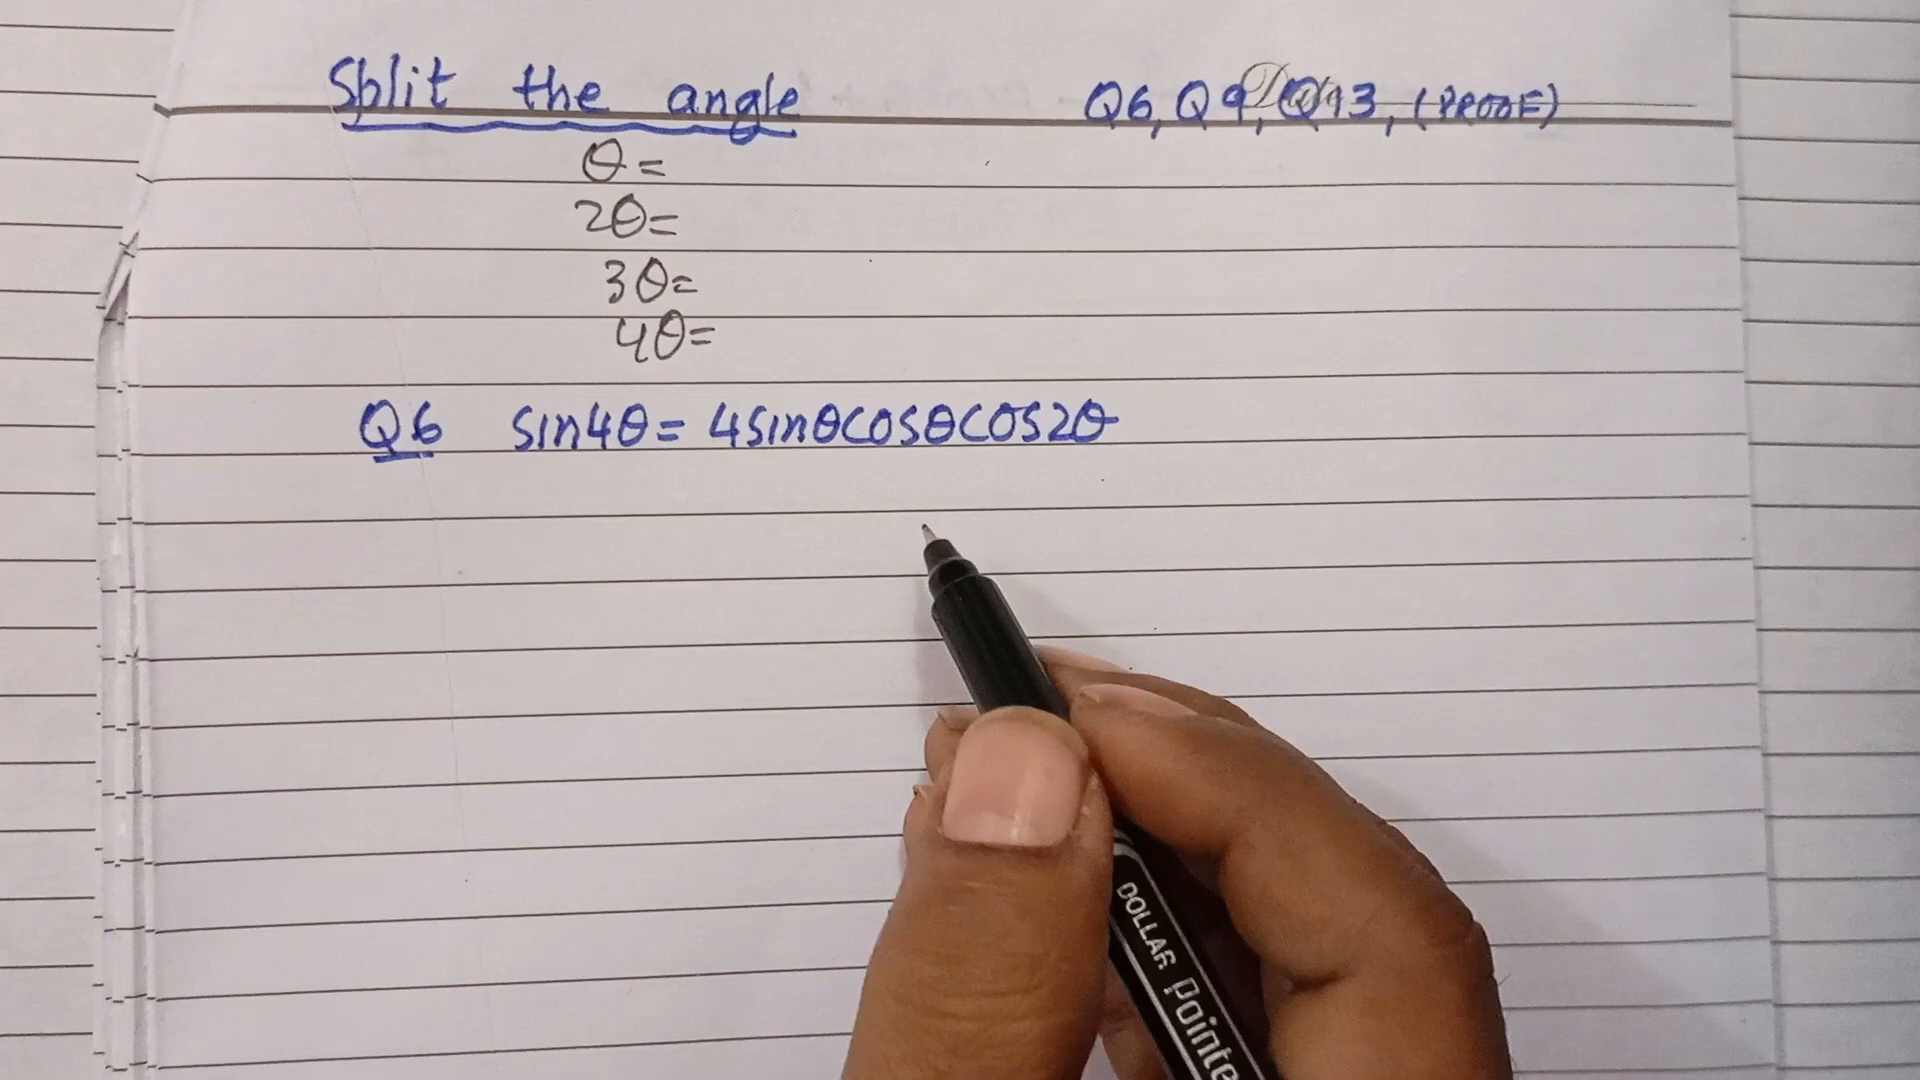 Split the angle Q6, Q9, Q13, (PROOF)
θ=
2θ=
3θ=
4θ=
Q6 sin4θ= 4sinθcosθcos2θ
DOLLAR Pointe